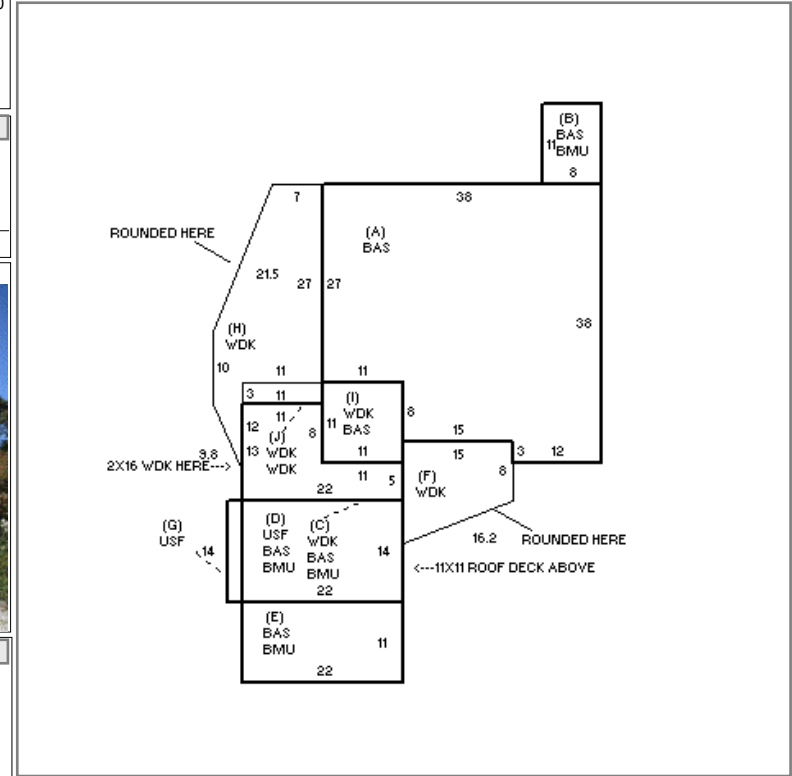 (B)
BAS
11 BMU
8
7
38
ROUNDED HERE
(A)
BAS
21.5
27
27
38
(H)
WDK
10
11
11
3
11
(I)
WDK
BAS
11
11
8
11
12
(J)
8
13
WDK
WDK
15
15
3
12
9.8
2X16 WDK HERE--->
11
5
(F)
WDK
8
22
(G)
USF
14
(D)
USF
BAS
BMU
(C)
WDK
BAS
BMU
14
16.2
ROUNDED HERE
<---11X11 ROOF DECK ABOVE
22
(E)
BAS
BMU
11
22